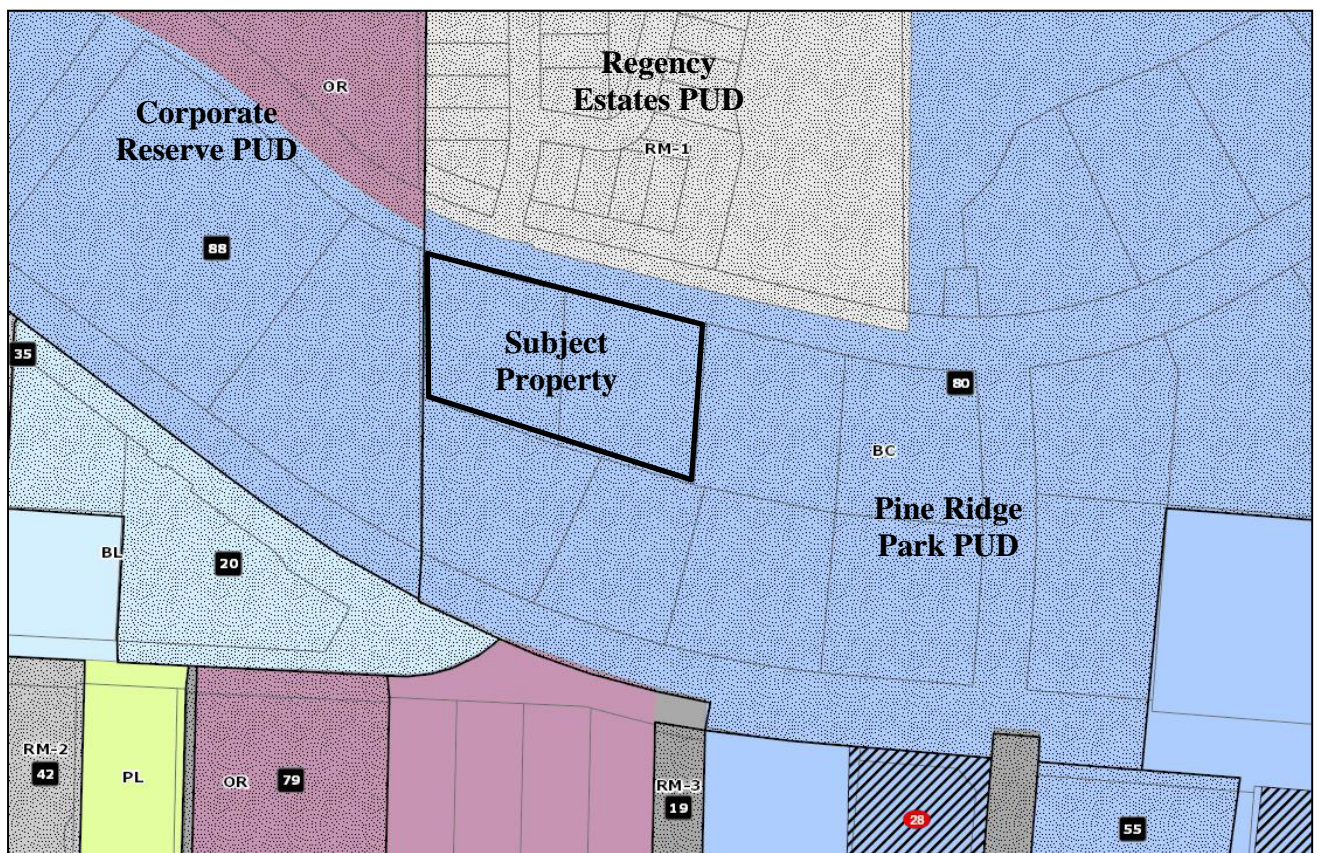 Regency
Estates PUD
OR
Corporate
Reserve PUD
RM-1
88
Subject
Property
35
80
BC
Pine Ridge
Park PUD
BL
20
RM-2
42
PL
OR
79
RM-3
19
28
55